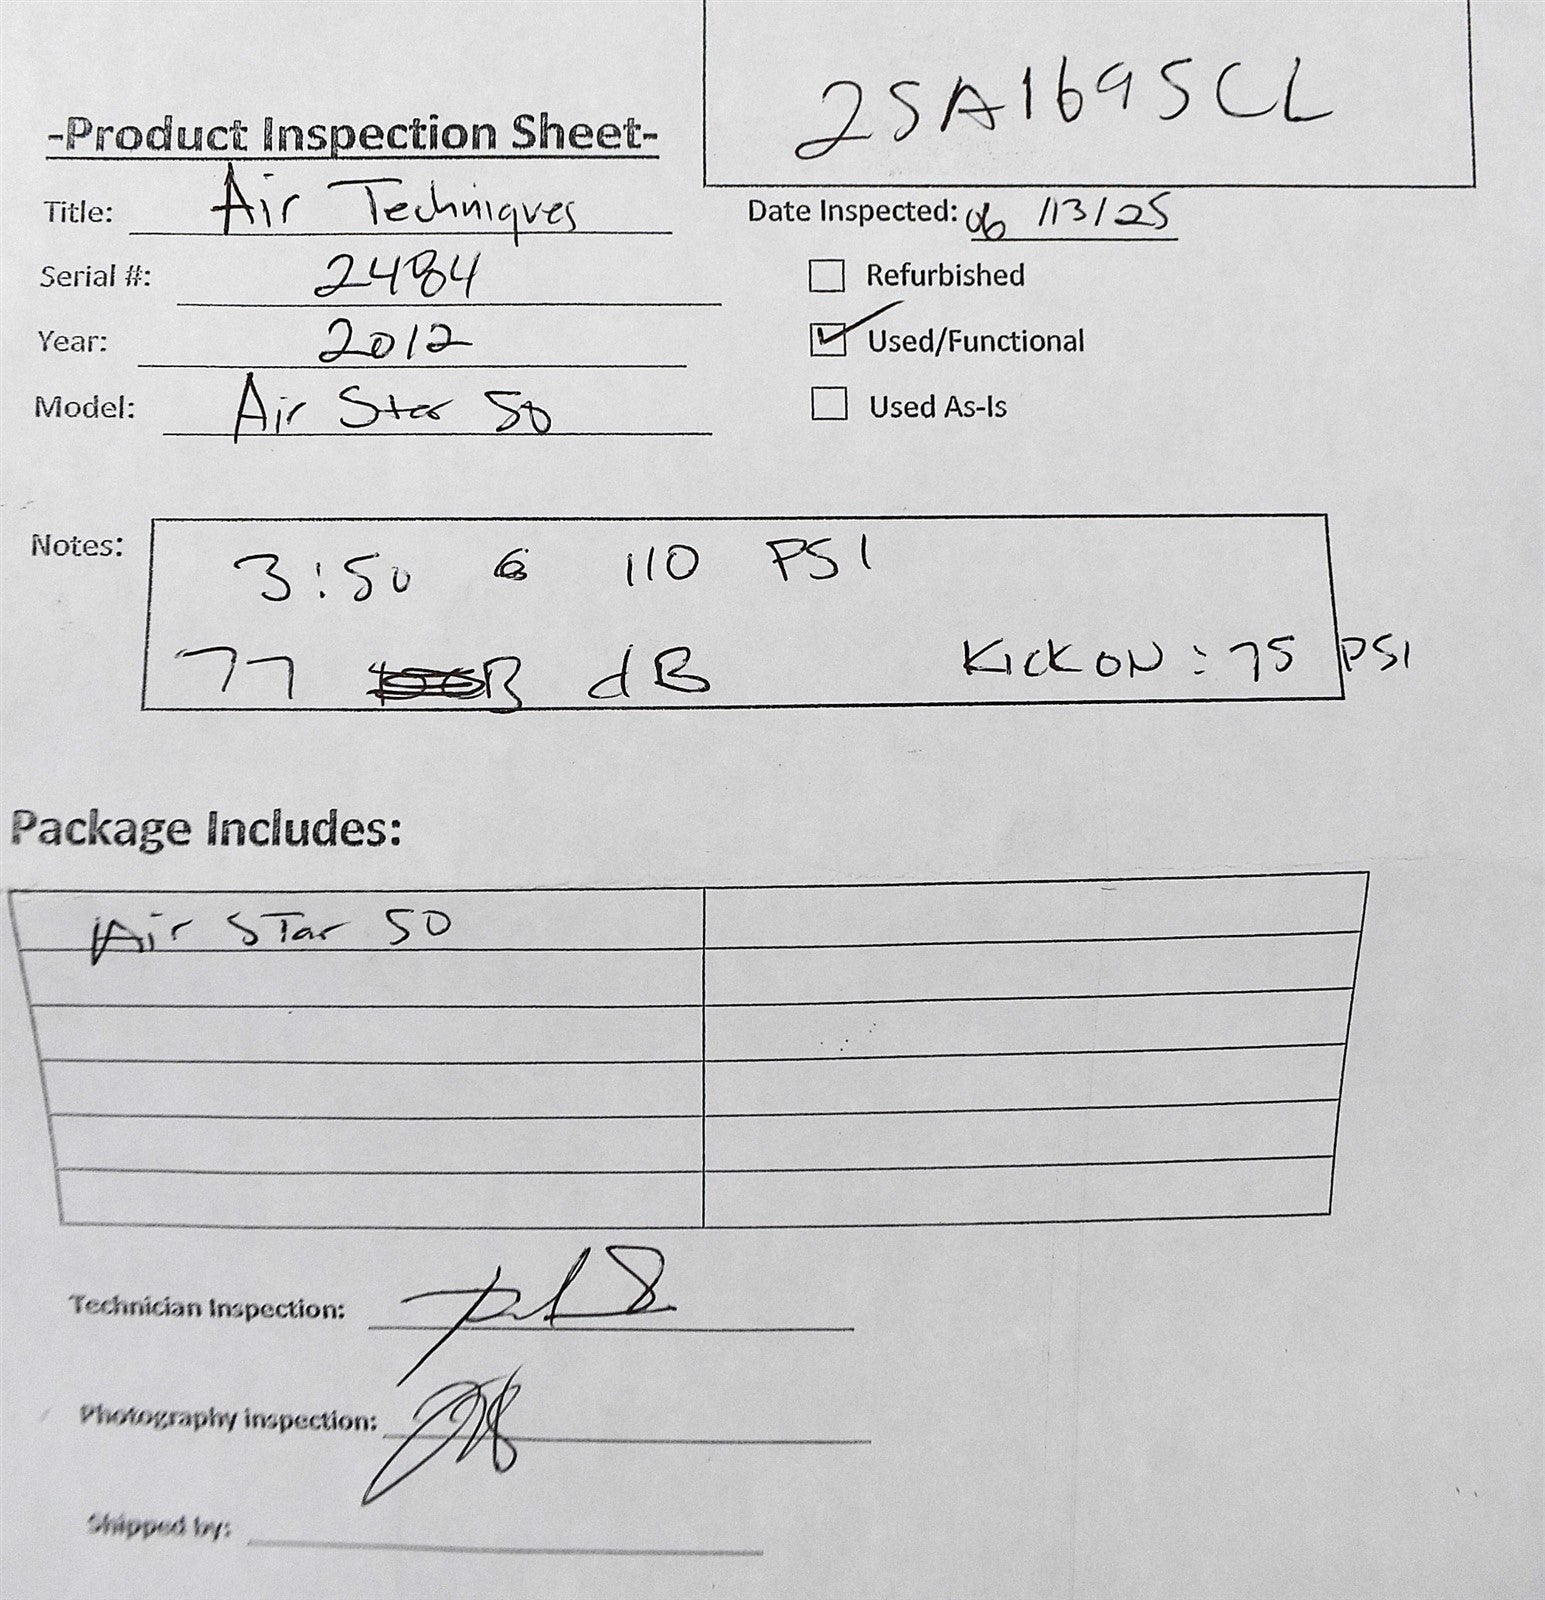 25A1695CL
-Product Inspection Sheet-
Title: Air Techniques
Date Inspected: 06/13/25
Serial #: 2484
Refurbished
Year: 2012
Used/Functional
Model: Air Star 50
Used As-Is
Notes:
3:50 @ 110 PSI
77 dB KICK ON: 75 PSI
Package Includes:
Air Star 50
Technician Inspection:
Photography inspection:
Shipped by: